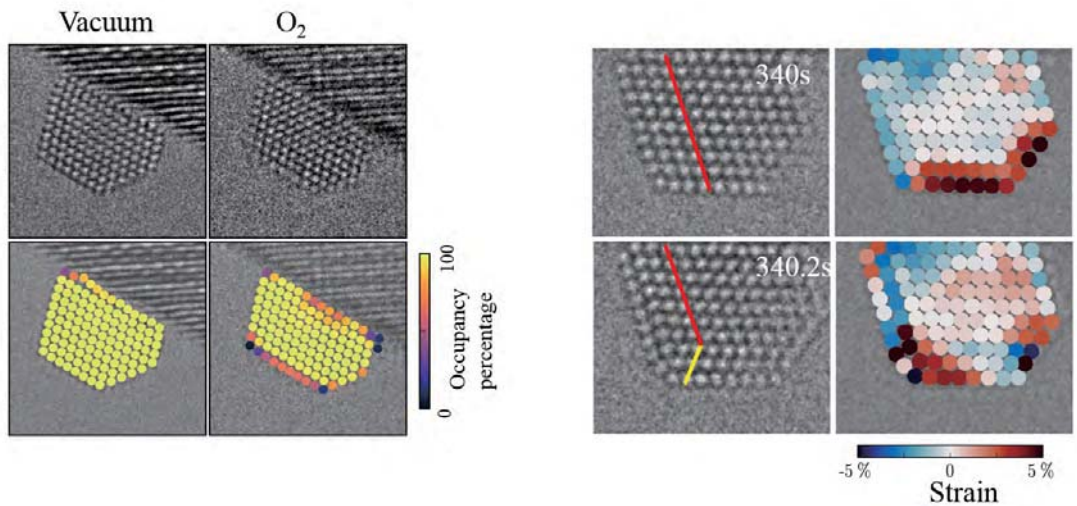 Vacuum
O₂
100
Occupancy
percentage
0
340s
340.2s
-5 %
0
5 %
Strain